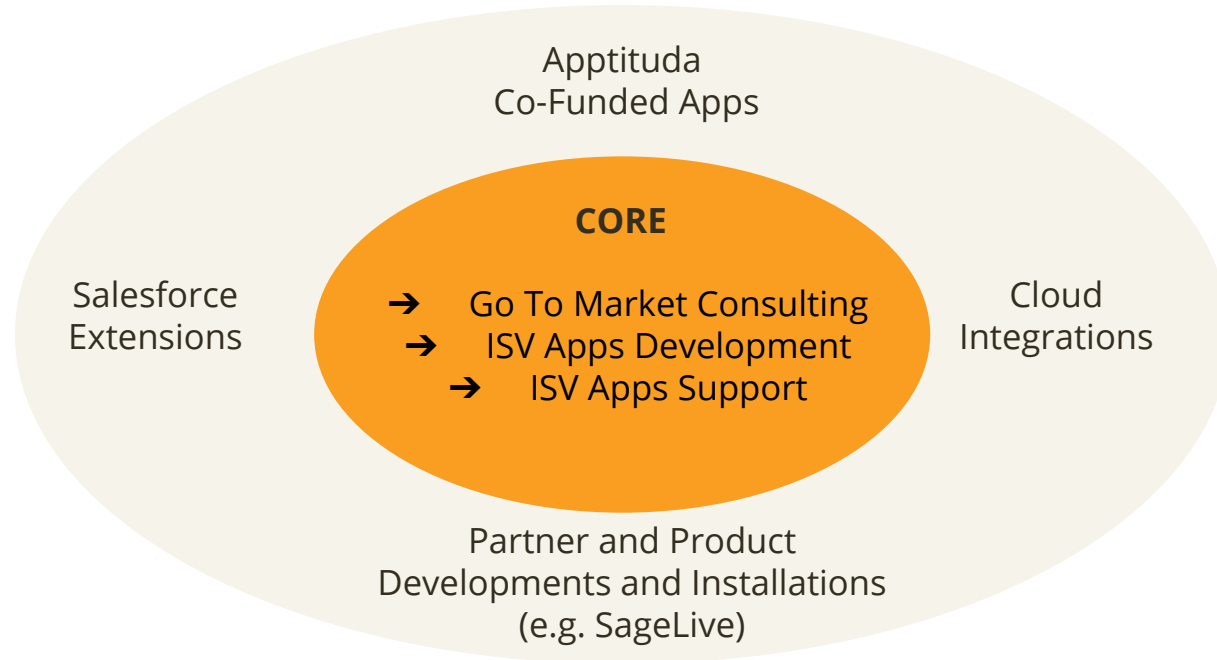 Apptituda
Co-Funded Apps
CORE
Salesforce
Extensions
➔ Go To Market Consulting
➔ ISV Apps Development
➔ ISV Apps Support
Cloud
Integrations
Partner and Product
Developments and Installations
(e.g. SageLive)